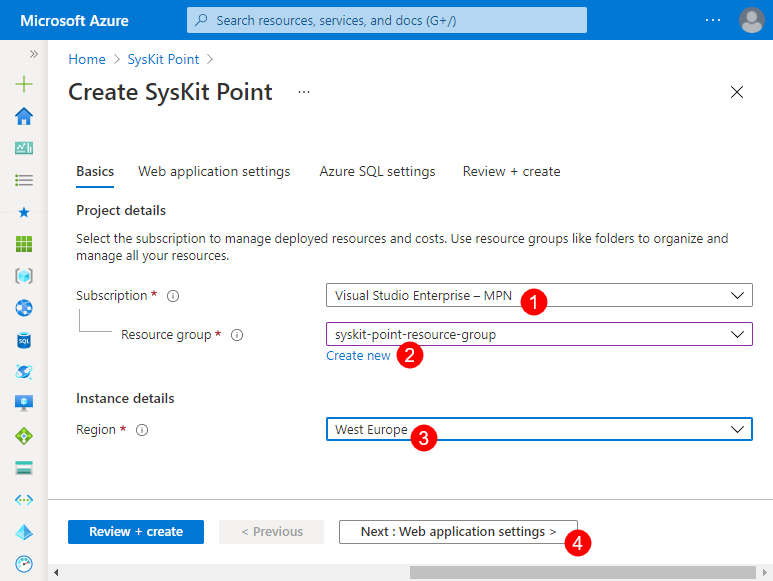 Microsoft Azure
Search resources, services, and docs (G+/)
Home > SysKit Point >
Create SysKit Point
Basics Web application settings Azure SQL settings Review + create
Project details
Select the subscription to manage deployed resources and costs. Use resource groups like folders to organize and
manage all your resources.
Subscription * Visual Studio Enterprise – MPN 1
Resource group * syskit-point-resource-group
Create new 2
Instance details
Region * West Europe 3
Review + create < Previous Next : Web application settings > 4
SQL